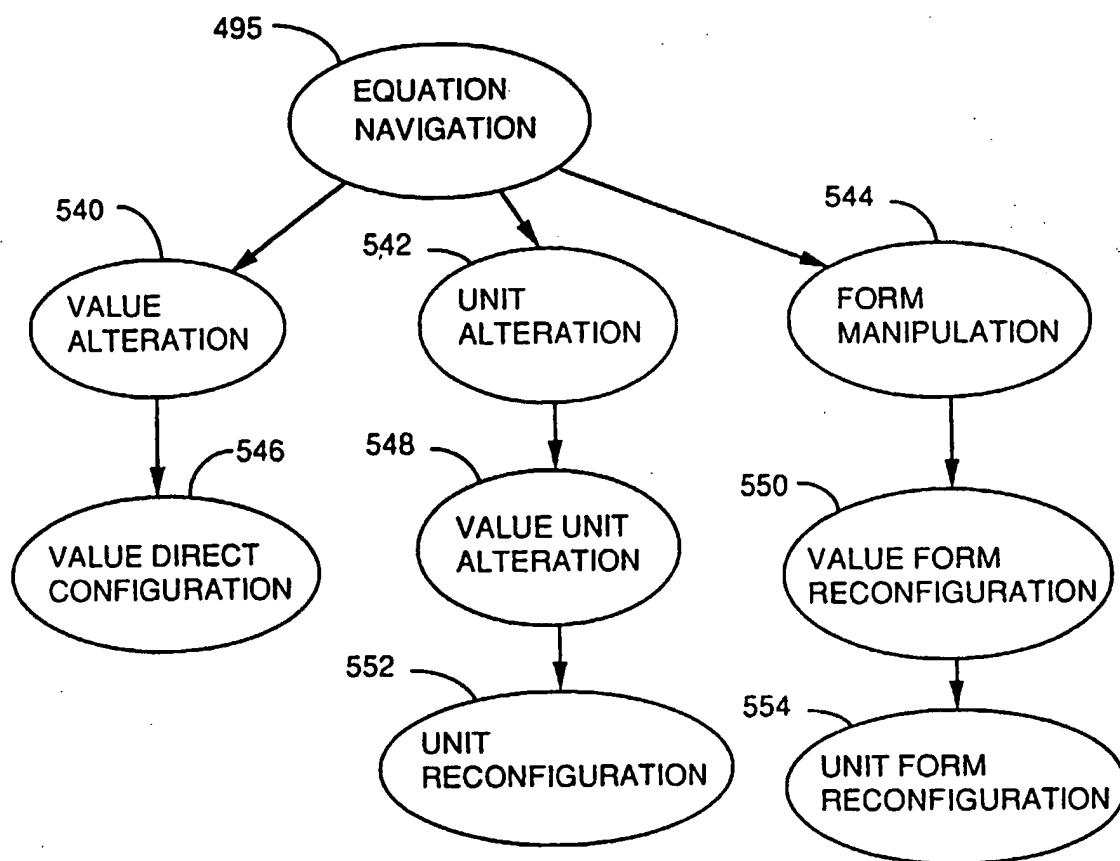 495
EQUATION
NAVIGATION
540
VALUE
ALTERATION
542
UNIT
ALTERATION
544
FORM
MANIPULATION
546
VALUE DIRECT
CONFIGURATION
548
VALUE UNIT
ALTERATION
550
VALUE FORM
RECONFIGURATION
552
UNIT
RECONFIGURATION
554
UNIT FORM
RECONFIGURATION